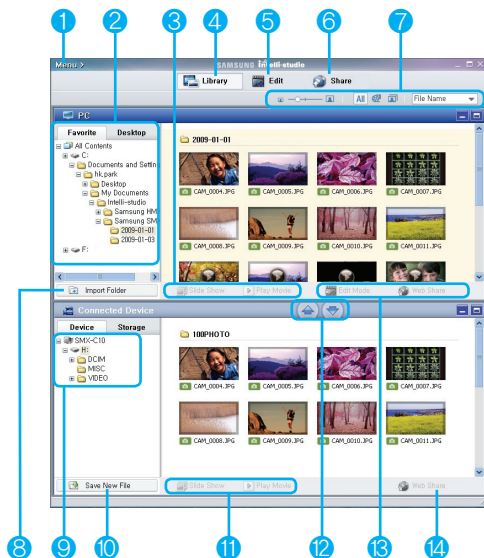 1 2 3 4 5 6 7
Menu > SAMSUNG Intelli-studio
Library Edit Share
All File Name
PC
Favorite Desktop
All Contents
C:
Documents and Settin
hk.park
Desktop
My Documents
Intelli-studio
Samsung HM
Samsung SM
2009-01-01
2009-01-03
F:
2009-01-01
CAM_0004.JPG CAM_0005.JPG CAM_0006.JPG CAM_0007.JPG
CAM_0008.JPG CAM_0009.JPG CAM_0010.JPG CAM_0011.JPG
Import Folder Slide Show Play Movie Edit Mode Web Share
Connected Device
Device Storage
SMX-C10
H:
DCIM
MISC
VIDEO
100PHOTO
CAM_0004.JPG CAM_0005.JPG CAM_0006.JPG CAM_0007.JPG
CAM_0008.JPG CAM_0009.JPG CAM_0010.JPG CAM_0011.JPG
Save New File Slide Show Play Movie Web Share
8 9 10 11 12 13 14